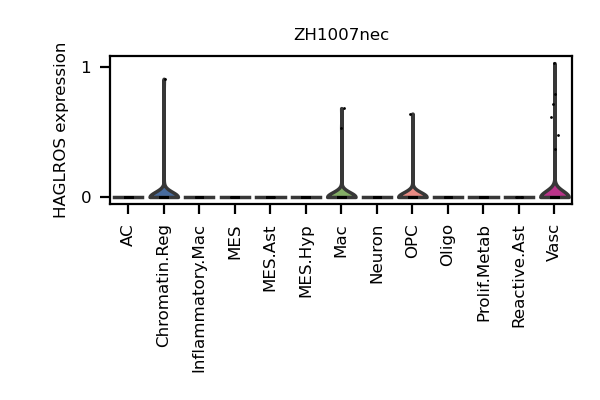 ZH1007nec
HAGLROS expression
1
0
AC
Chromatin.Reg
Inflammatory.Mac
MES
MES.Ast
MES.Hyp
Mac
Neuron
OPC
Oligo
Prolif.Metab
Reactive.Ast
Vasc